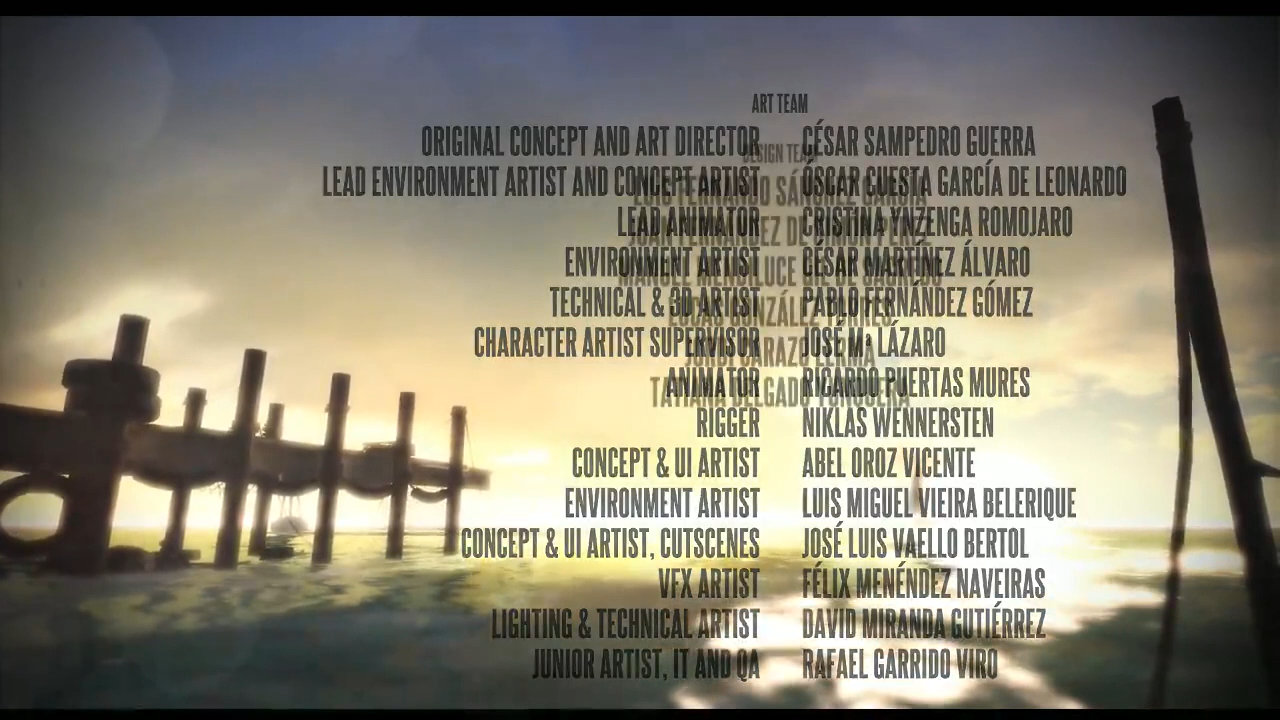 ART TEAM
ORIGINAL CONCEPT AND ART DIRECTOR CÉSAR SAMPEDRO GUERRA
DESIGN TEAM
LEAD ENVIRONMENT ARTIST AND CONCEPT ARTIST ÓSCAR CUESTA GARCÍA DE LEONARDO
LEAD ANIMATOR CRISTINA YNZENGA ROMOJARO
ENVIRONMENT ARTIST CÉSAR MARTÍNEZ ÁLVARO
TECHNICAL & 3D ARTIST PABLO FERNÁNDEZ GÓMEZ
CHARACTER ARTIST SUPERVISOR JOSÉ Mª LÁZARO
ANIMATOR RICARDO PUERTAS MURES
RIGGER NIKLAS WENNERSTEN
CONCEPT & UI ARTIST ABEL OROZ VICENTE
ENVIRONMENT ARTIST LUIS MIGUEL VIEIRA BELERIQUE
CONCEPT & UI ARTIST, CUTSCENES JOSÉ LUIS VAELLO BERTOL
VFX ARTIST FÉLIX MENÉNDEZ NAVEIRAS
LIGHTING & TECHNICAL ARTIST DAVID MIRANDA GUTIÉRREZ
JUNIOR ARTIST, IT AND QA RAFAEL GARRIDO VIRO